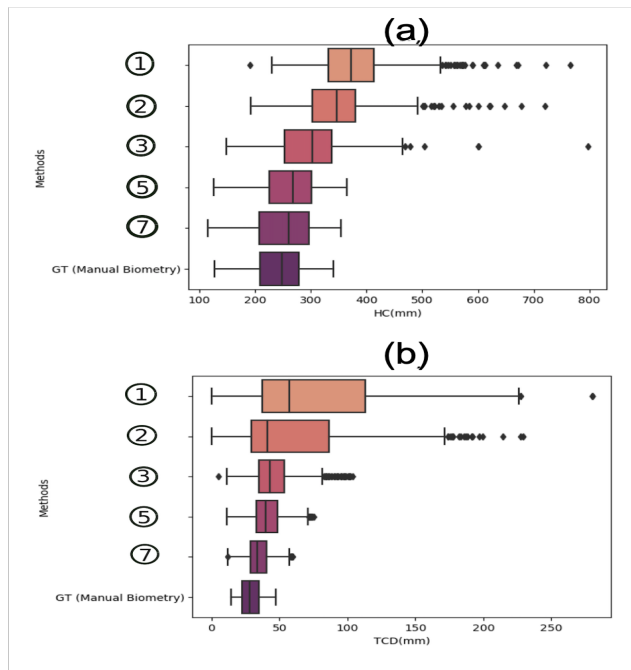 (a)
①
②
③
⑤
⑦
GT (Manual Biometry)
Methods
100 200 300 400 500 600 700 800
HC(mm)
(b)
①
②
③
⑤
⑦
GT (Manual Biometry)
Methods
0 50 100 150 200 250
TCD(mm)